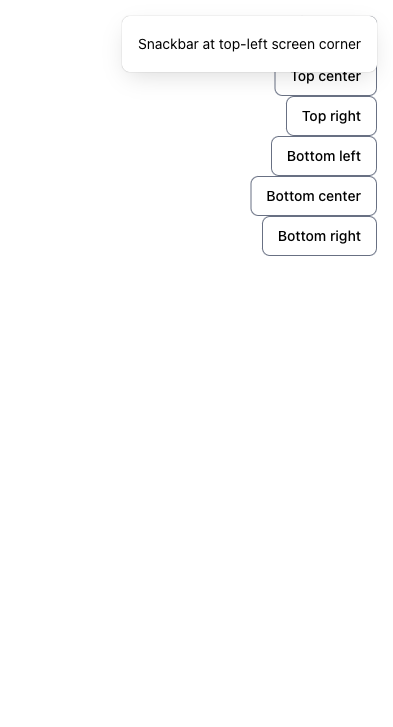 Snackbar at top-left screen corner
Top center
Top right
Bottom left
Bottom center
Bottom right